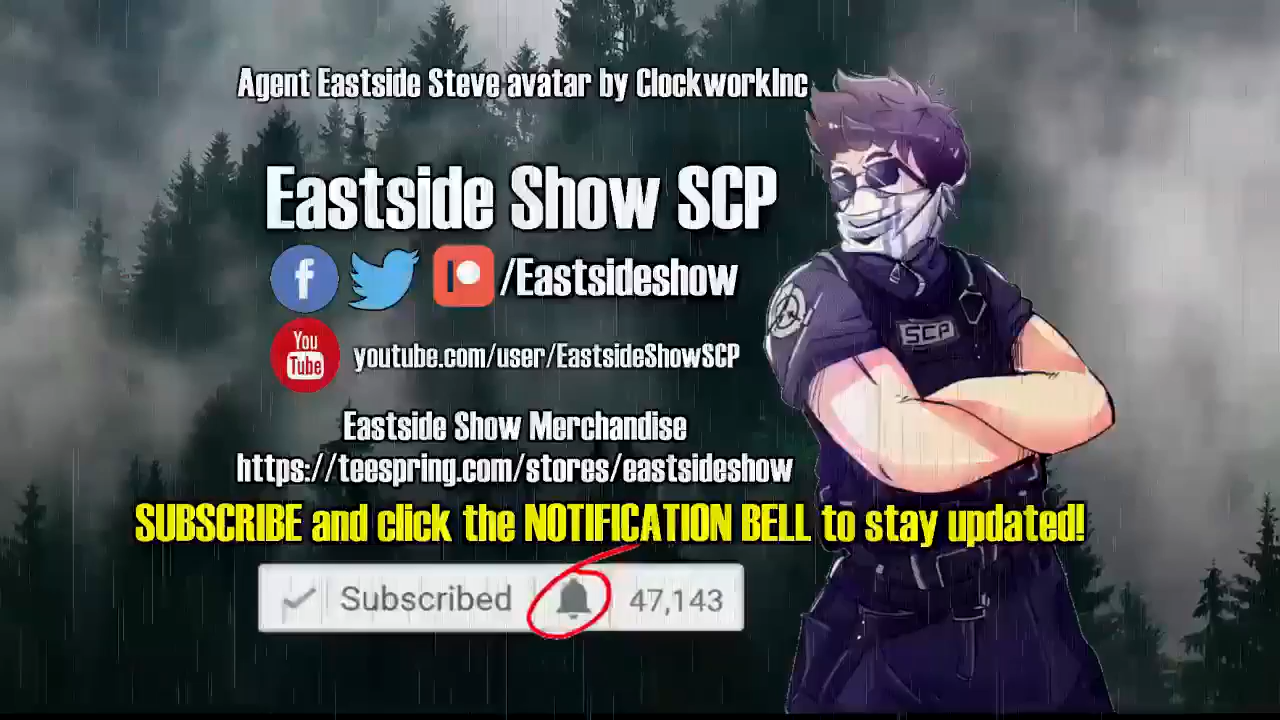 Agent Eastside Steve avatar by ClockworkInc
Eastside Show SCP
f /Eastsideshow
You Tube youtube.com/user/EastsideShowSCP
SCP
Eastside Show Merchandise
https://teespring.com/stores/eastsideshow
SUBSCRIBE and click the NOTIFICATION BELL to stay updated!
Subscribed 47,143